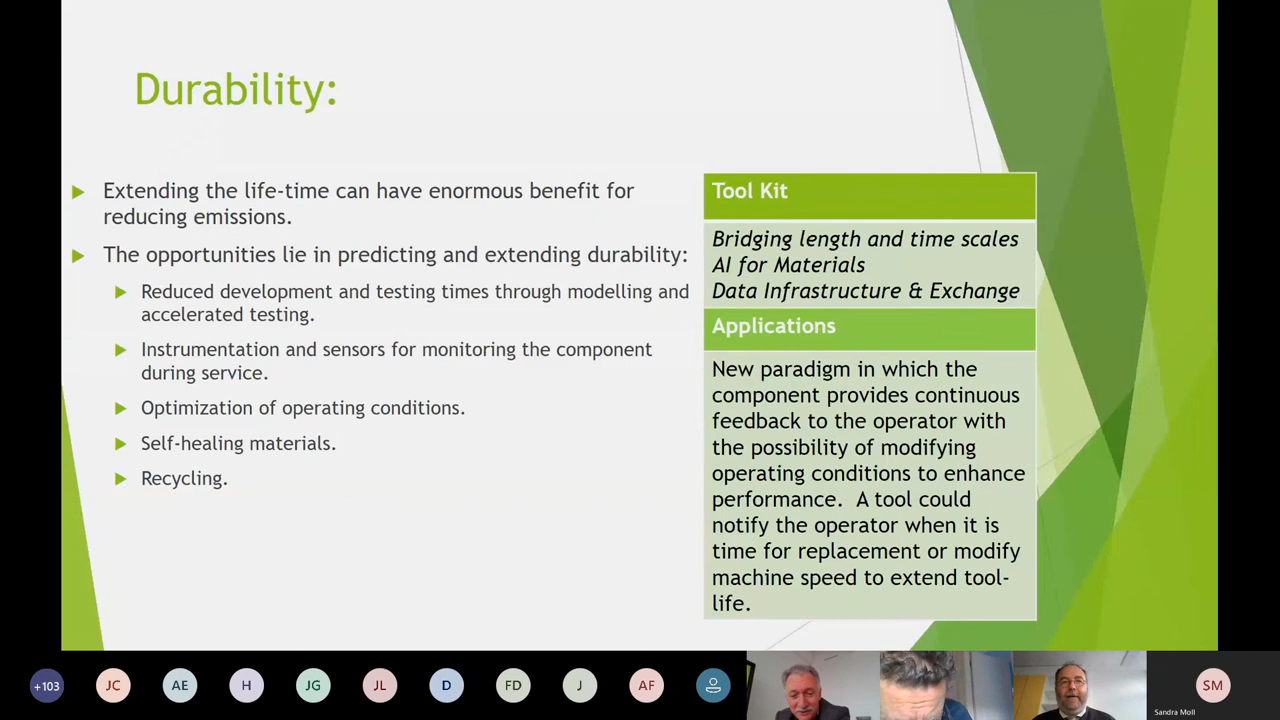 Durability:
Extending the life-time can have enormous benefit for
reducing emissions.
The opportunities lie in predicting and extending durability:
Reduced development and testing times through modelling and
accelerated testing.
Instrumentation and sensors for monitoring the component
during service.
Optimization of operating conditions.
Self-healing materials.
Recycling.
Tool Kit
Bridging length and time scales
AI for Materials
Data Infrastructure & Exchange
Applications
New paradigm in which the
component provides continuous
feedback to the operator with
the possibility of modifying
operating conditions to enhance
performance.  A tool could
notify the operator when it is
time for replacement or modify
machine speed to extend tool-
life.
+103 JC AE H JG JL D FD J AF SM
Sandra Moll